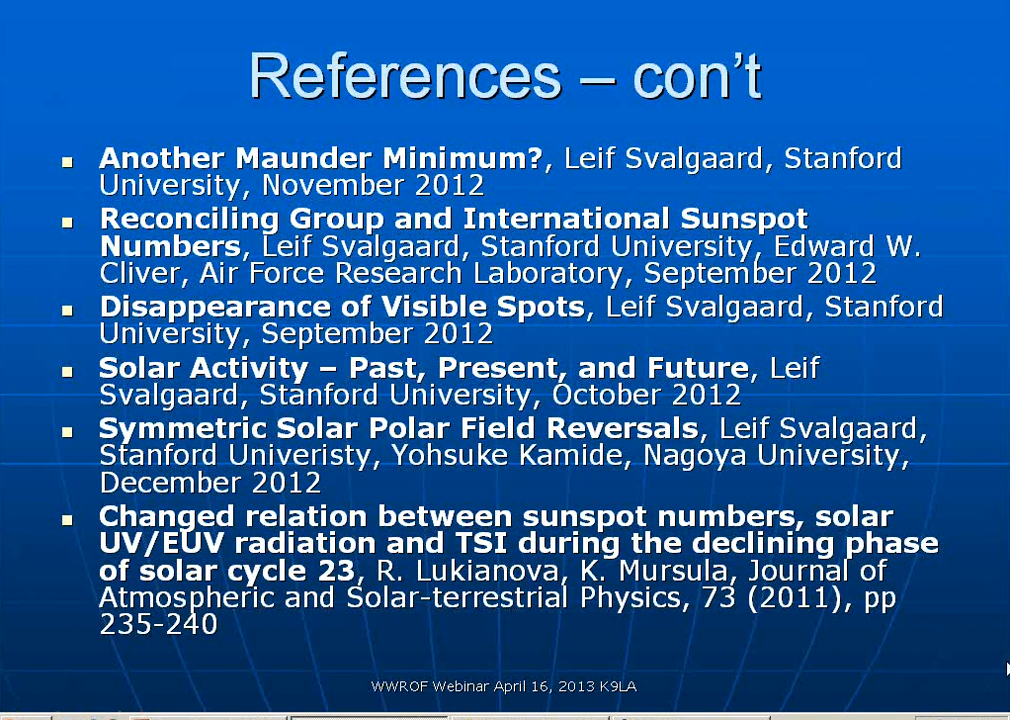 References – con't
Another Maunder Minimum?, Leif Svalgaard, Stanford
University, November 2012
Reconciling Group and International Sunspot
Numbers, Leif Svalgaard, Stanford University, Edward W.
Cliver, Air Force Research Laboratory, September 2012
Disappearance of Visible Spots, Leif Svalgaard, Stanford
University, September 2012
Solar Activity – Past, Present, and Future, Leif
Svalgaard, Stanford University, October 2012
Symmetric Solar Polar Field Reversals, Leif Svalgaard,
Stanford Univeristy, Yohsuke Kamide, Nagoya University,
December 2012
Changed relation between sunspot numbers, solar
UV/EUV radiation and TSI during the declining phase
of solar cycle 23, R. Lukianova, K. Mursula, Journal of
Atmospheric and Solar-terrestrial Physics, 73 (2011), pp
235-240
WWROF Webinar April 16, 2013 K9LA